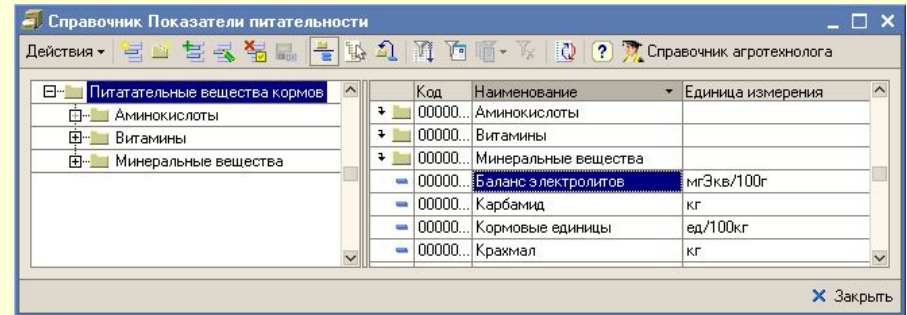 Справочник Показатели питательности
Действия Справочник агротехнолога
Питатательные вещества кормов
Аминокислоты
Витамины
Минеральные вещества
Код Наименование Единица измерения
00000... Аминокислоты
00000... Витамины
00000... Минеральные вещества
00000... Баланс электролитов мгЭкв/100г
00000... Карбамид кг
00000... Кормовые единицы ед/100кг
00000... Крахмал кг
Закрыть